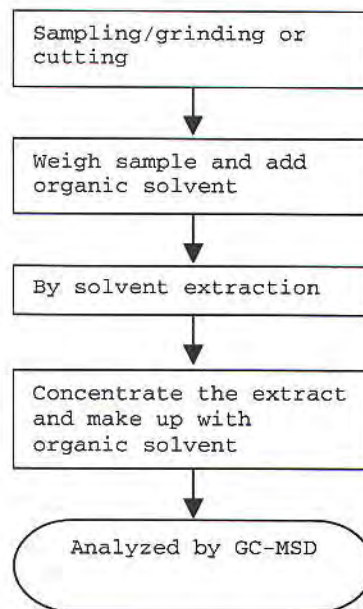 Sampling/grinding or
cutting
Weigh sample and add
organic solvent
By solvent extraction
Concentrate the extract
and make up with
organic solvent
Analyzed by GC-MSD